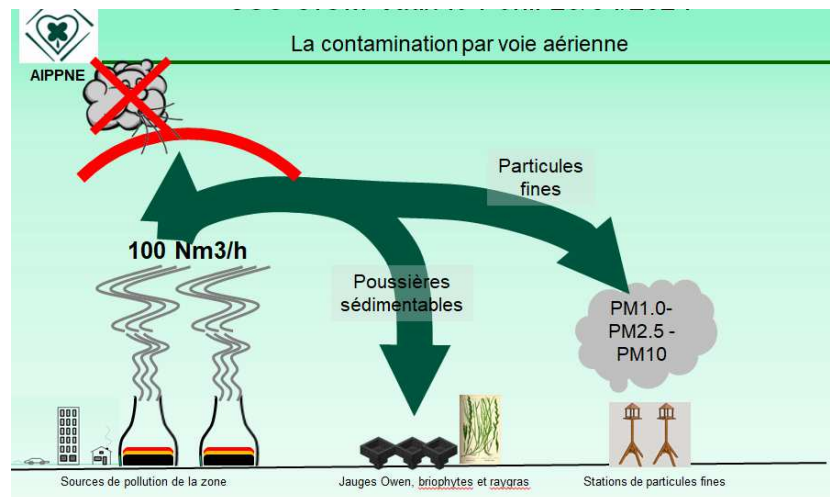 La contamination par voie aérienne
AIPPNE
Particules
fines
100 Nm3/h
Poussières
sédimentables
PM1.0-
PM2.5 -
PM10
Sources de pollution de la zone
Jauges Owen, briophytes et raygras
Stations de particules fines